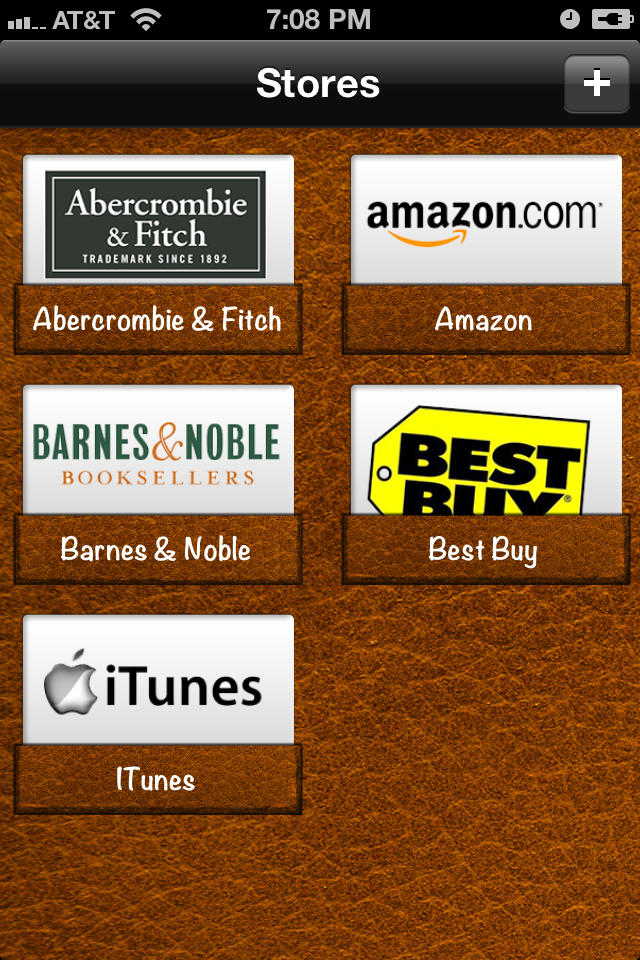 AT&T 7:08 PM
Stores +
Abercrombie
& Fitch
TRADEMARK SINCE 1892
Abercrombie & Fitch
amazon.com
Amazon
BARNES&NOBLE
BOOKSELLERS
Barnes & Noble
BEST
BUY
Best Buy
iTunes
ITunes